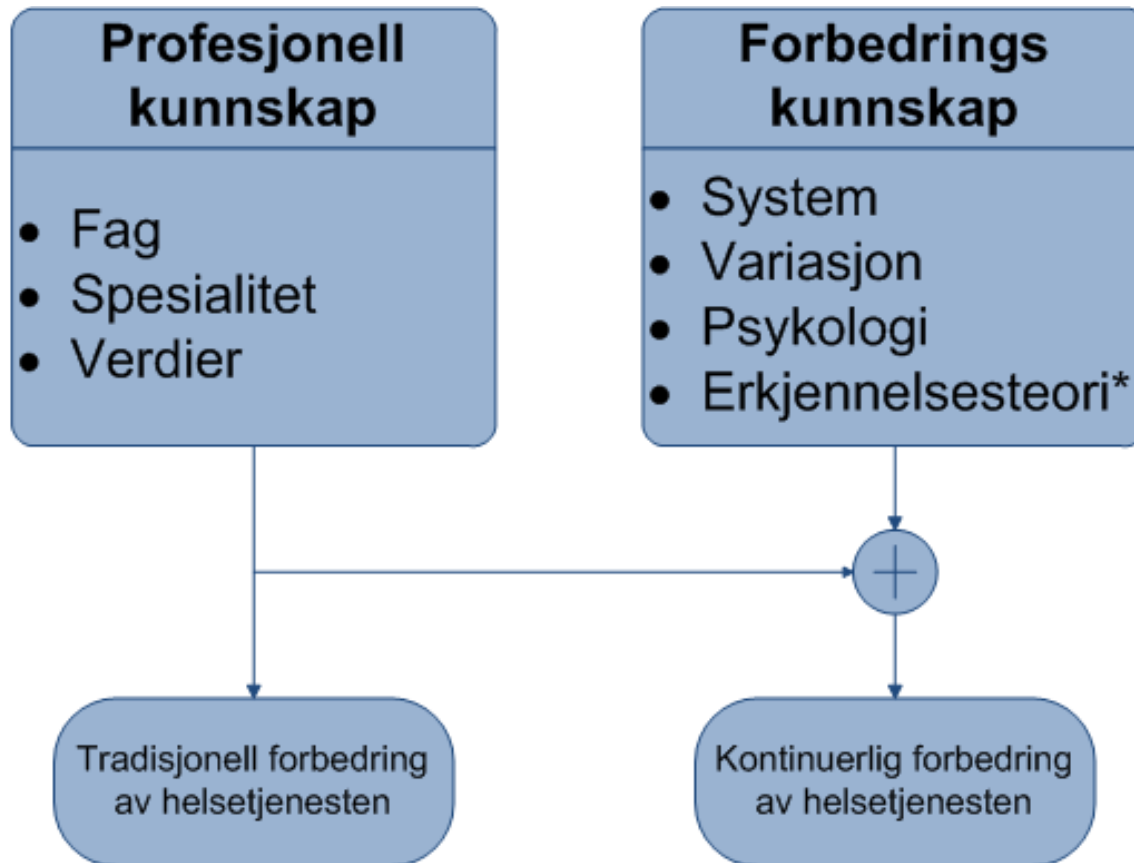 Profesjonell
kunnskap
• Fag
• Spesialitet
• Verdier
Forbedrings
kunnskap
• System
• Variasjon
• Psykologi
• Erkjennelsesteori*
Tradisjonell forbedring
av helsetjenesten
Kontinuerlig forbedring
av helsetjenesten